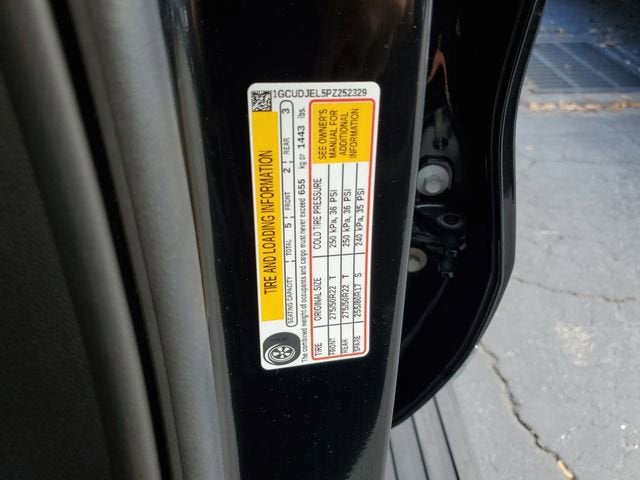 1GCUDJEL5PZ252329
TIRE AND LOADING INFORMATION
SEATING CAPACITY TOTAL 5 FRONT 2 REAR 3
The combined weight of occupants and cargo must never exceed 655 kg or 1443 lbs.
TIRE ORIGINAL SIZE COLD TIRE PRESSURE
FRONT 275/50R22 T 250 kPa, 36 PSI
REAR 275/50R22 T 250 kPa, 36 PSI
SPARE 255/80R17 S 240 kPa, 35 PSI
SEE OWNER'S
MANUAL FOR
ADDITIONAL
INFORMATION